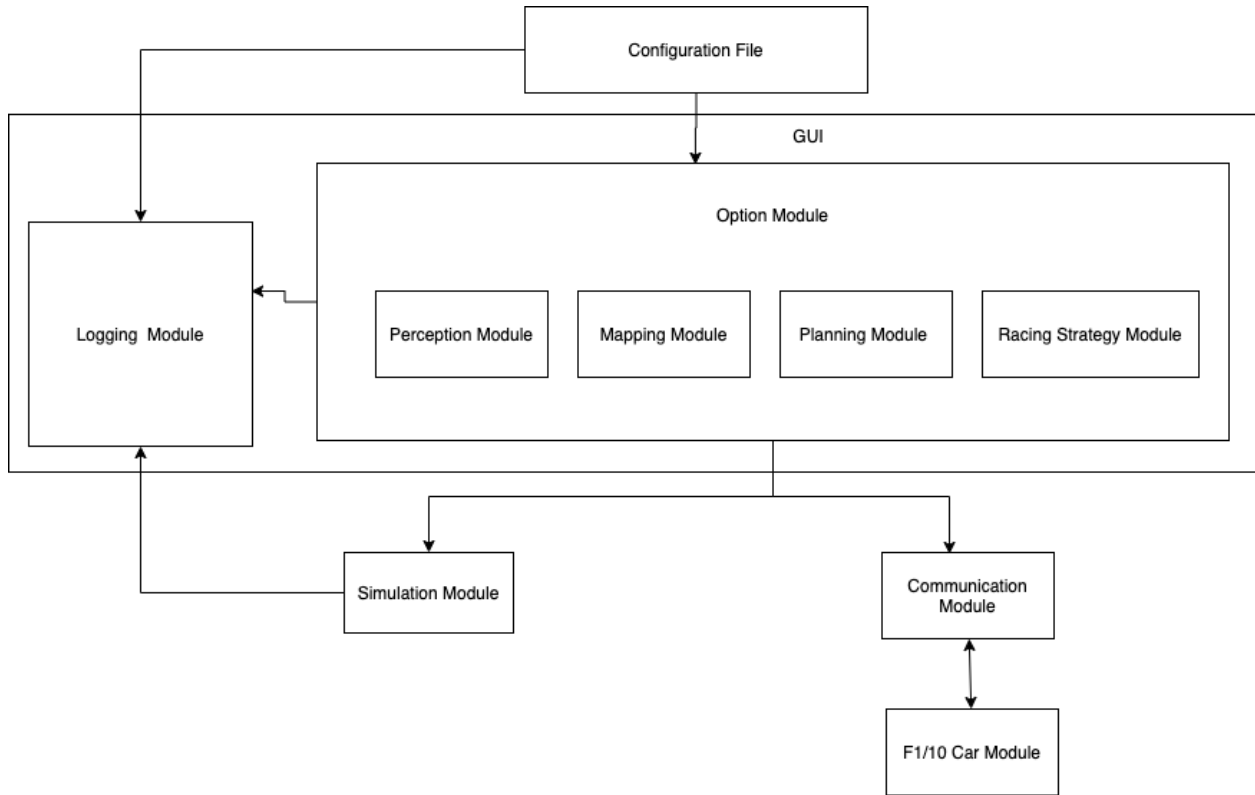 Configuration File
GUI
Option Module
Logging  Module
Perception Module
Mapping Module
Planning Module
Racing Strategy Module
Simulation Module
Communication
Module
F1/10 Car Module